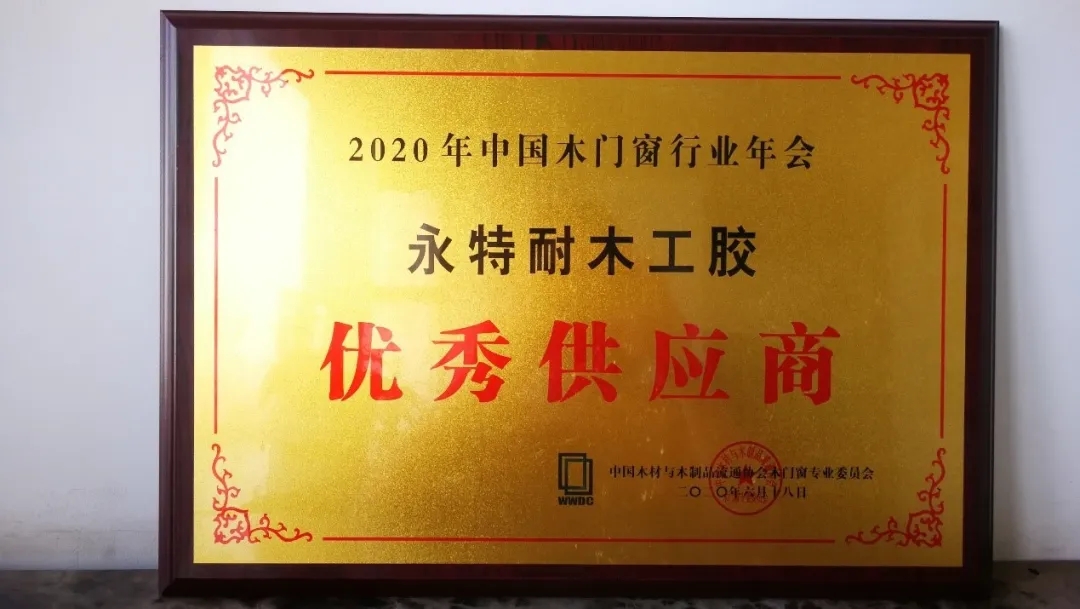 2020年中国木门窗行业年会
永特耐木工胶
优秀供应商
WWDC
中国木材与木制品流通协会木门窗专业委员会
二〇二〇年六月十八日